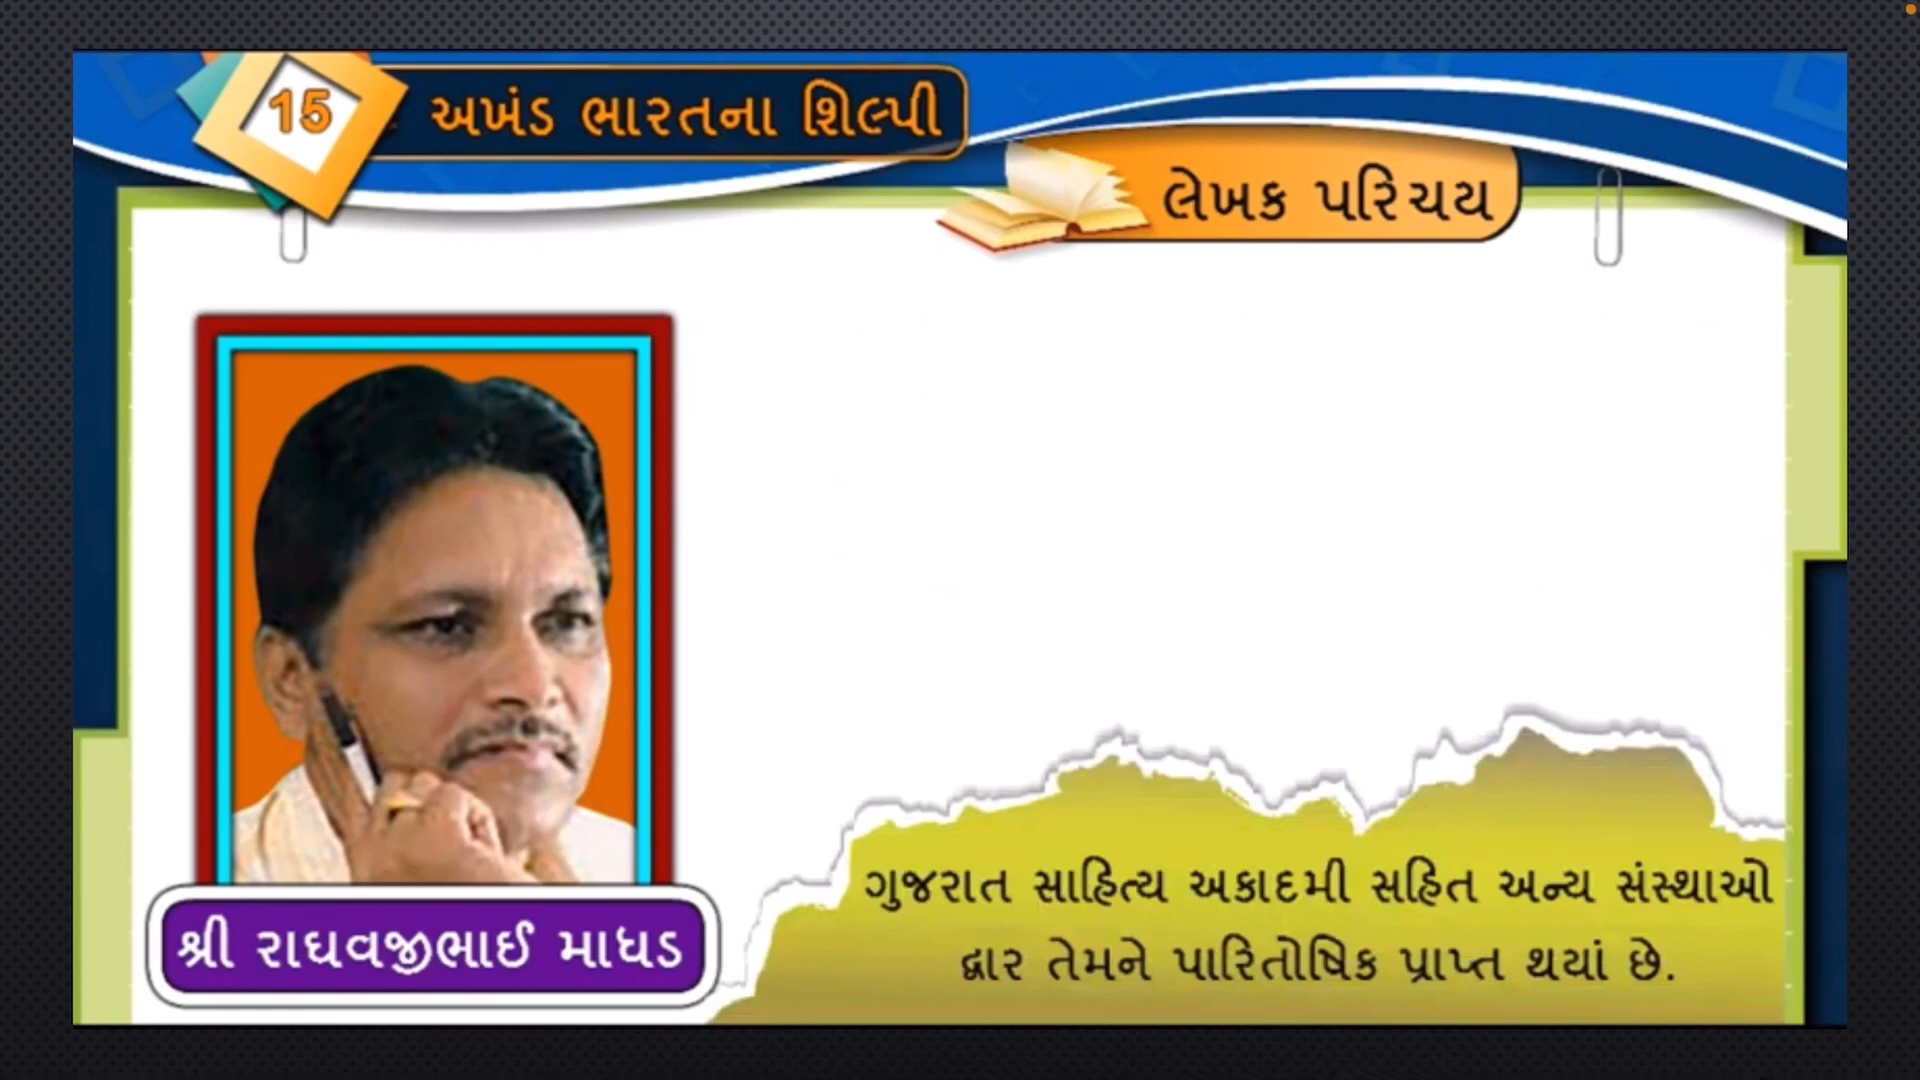 15
અખંડ ભારતના શિલ્પી
લેખક પરિચય
ગુજરાત સાહિત્ય અકાદમી સહિત અન્ય સંસ્થાઓ
દ્વાર તેમને પારિતોષિક પ્રાપ્ત થયાં છે.
શ્રી રાઘવજીભાઈ માધડ